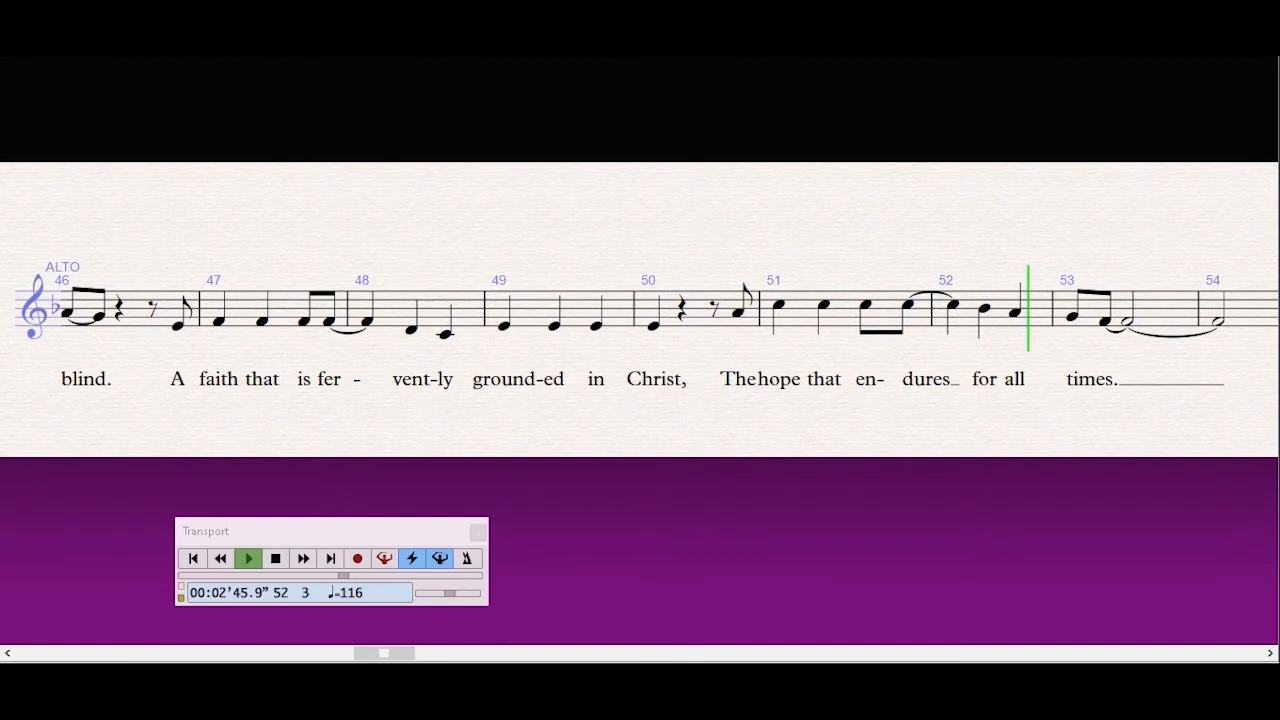 ALTO
46 47 48 49 50 51 52 53 54
blind. A faith that is fer - vent-ly ground-ed in Christ, The hope that en- dures_ for all times.
Transport
00:02'45.9" 52 3 ♩=116